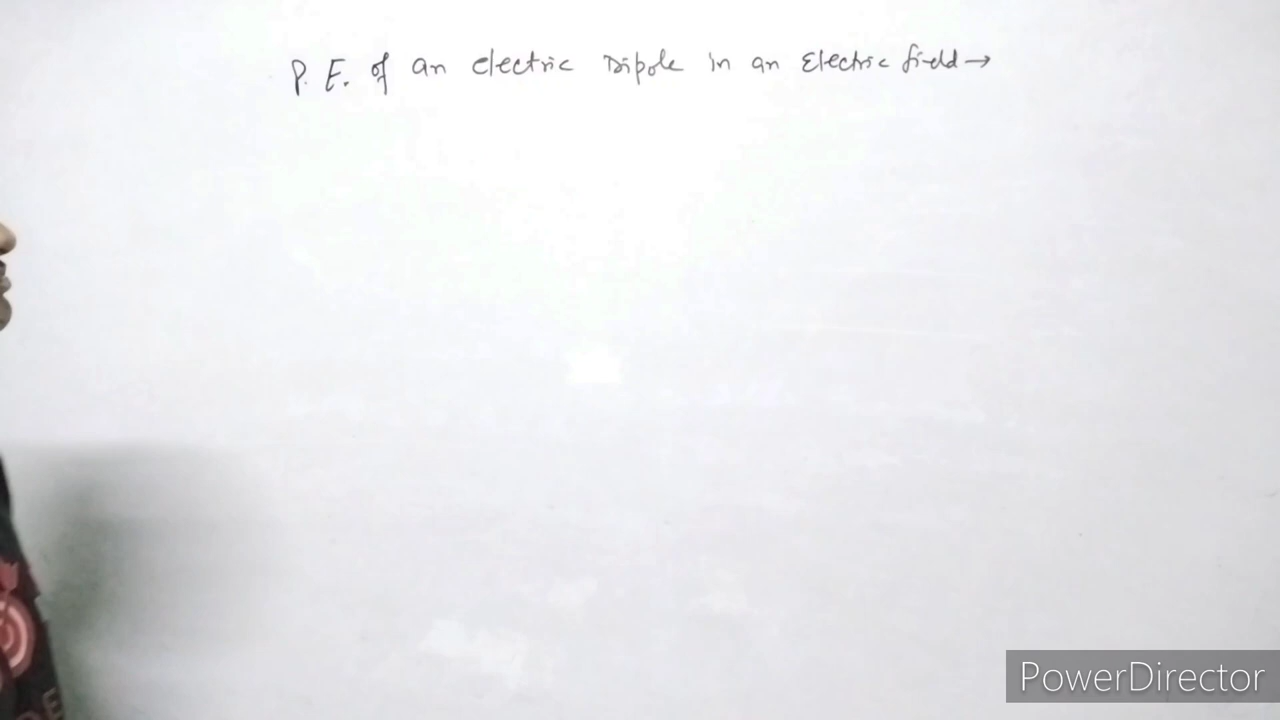 P. E. of an electric Dipole in an Electric field →
PowerDirector